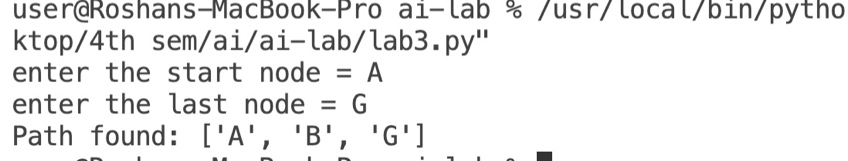 user@Roshans-MacBook-Pro ai-lab % /usr/local/bin/pytho
ktop/4th sem/ai/ai-lab/lab3.py"
enter the start node = A
enter the last node = G
Path found: ['A', 'B', 'G']